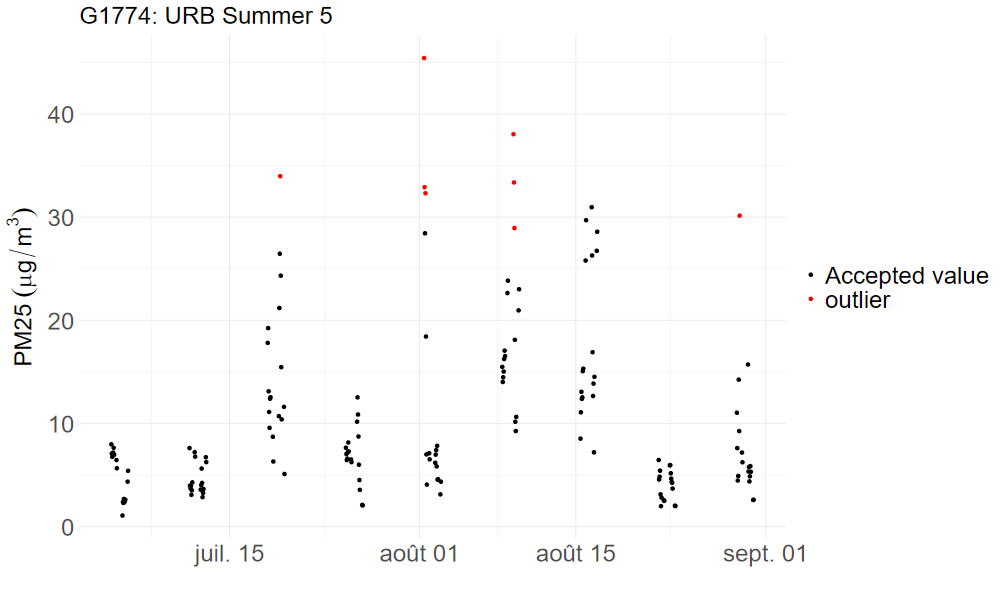 G1774: URB Summer 5
PM25 (μg/m³)
40
30
20
10
0
juil. 15
août 01
août 15
sept. 01
Accepted value
outlier